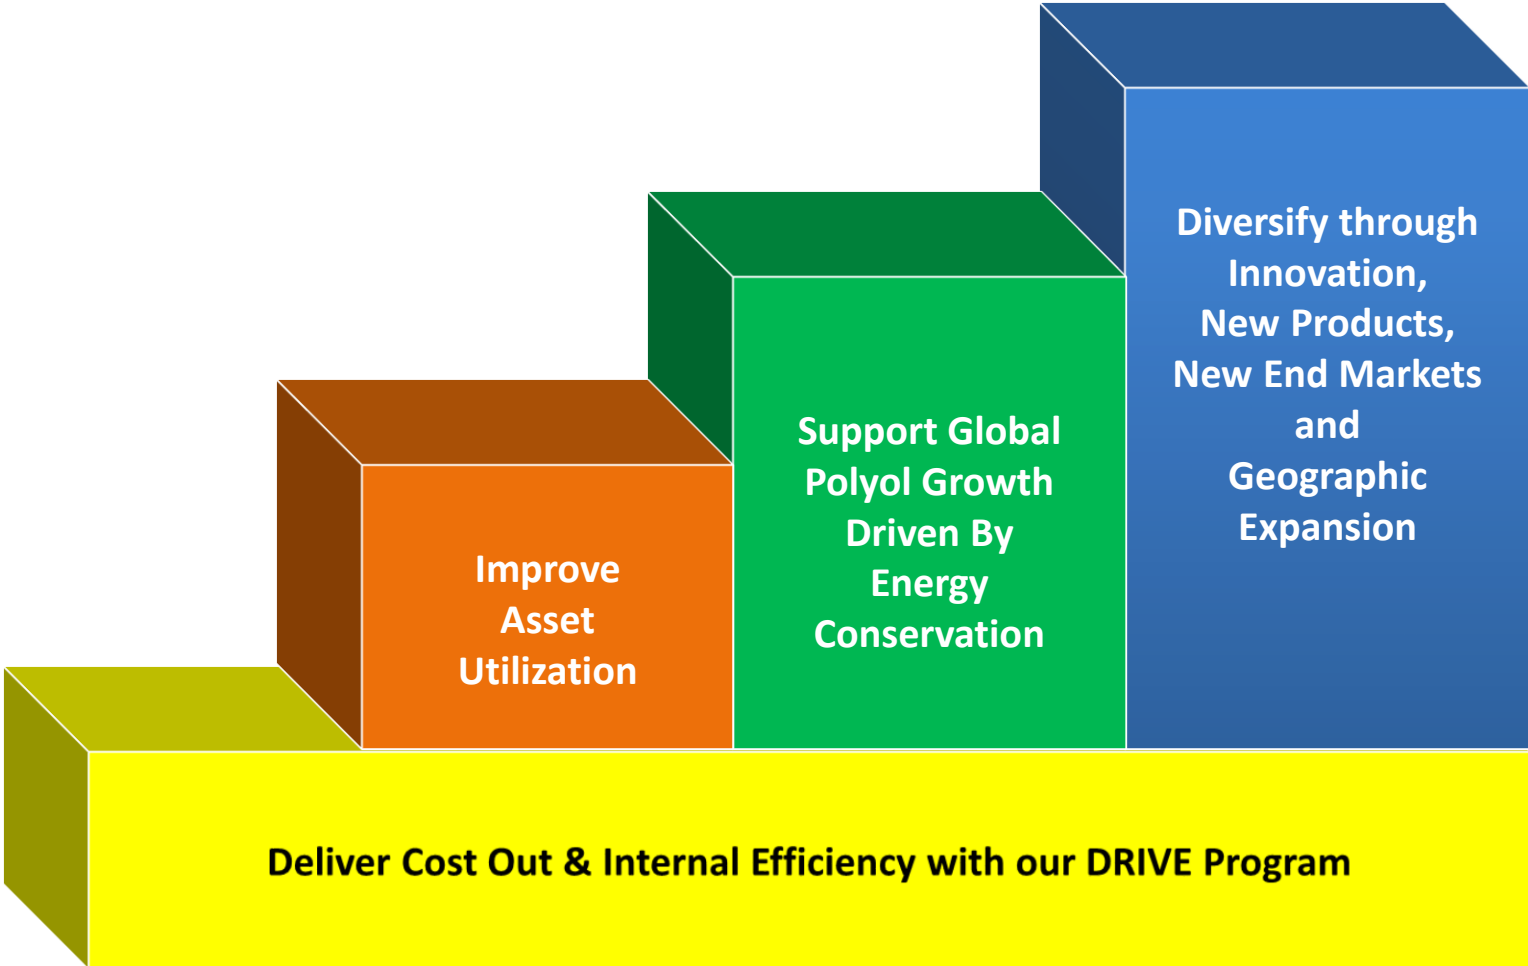 Diversify through
Innovation,
New Products,
New End Markets
and
Geographic
Expansion
Support Global
Polyol Growth
Driven By
Energy
Conservation
Improve
Asset
Utilization
Deliver Cost Out & Internal Efficiency with our DRIVE Program